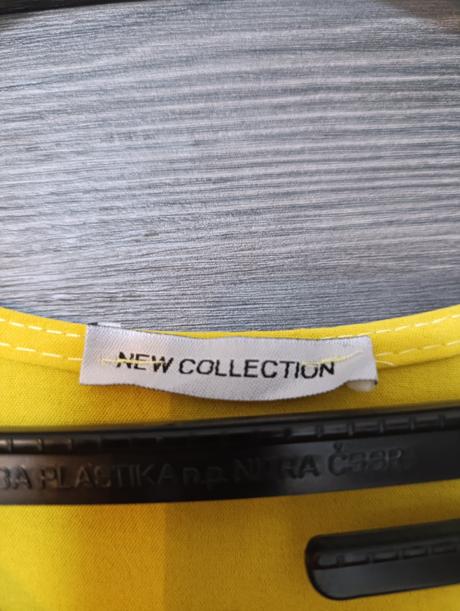 NEW COLLECTION
PLASTIKA n.p. NITRA ČSSR